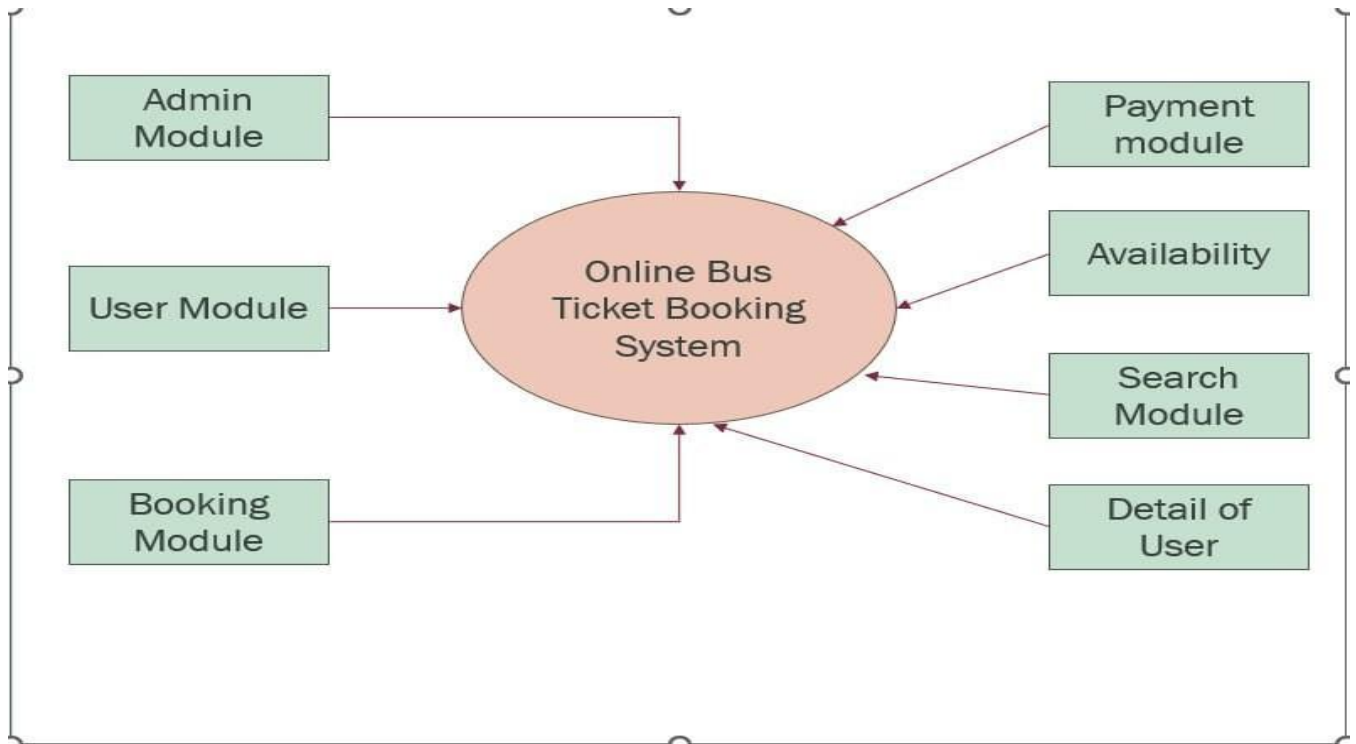 Admin
Module
User Module
Booking
Module
Online Bus
Ticket Booking
System
Payment
module
Availability
Search
Module
Detail of
User